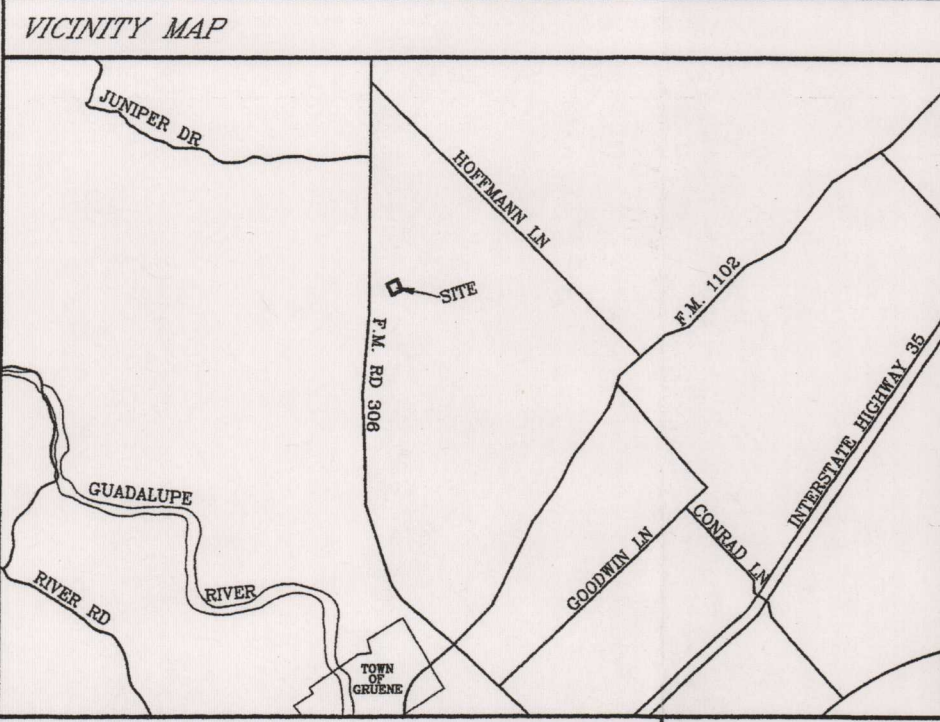 VICINITY MAP
JUNIPER DR
HOFFMANN LN
F.M. 1102
SITE
F.M. RD 306
INTERSTATE HIGHWAY 35
GUADALUPE
CONRAD LN
GOODWIN LN
RIVER RD
RIVER
TOWN
OF
GRUENE